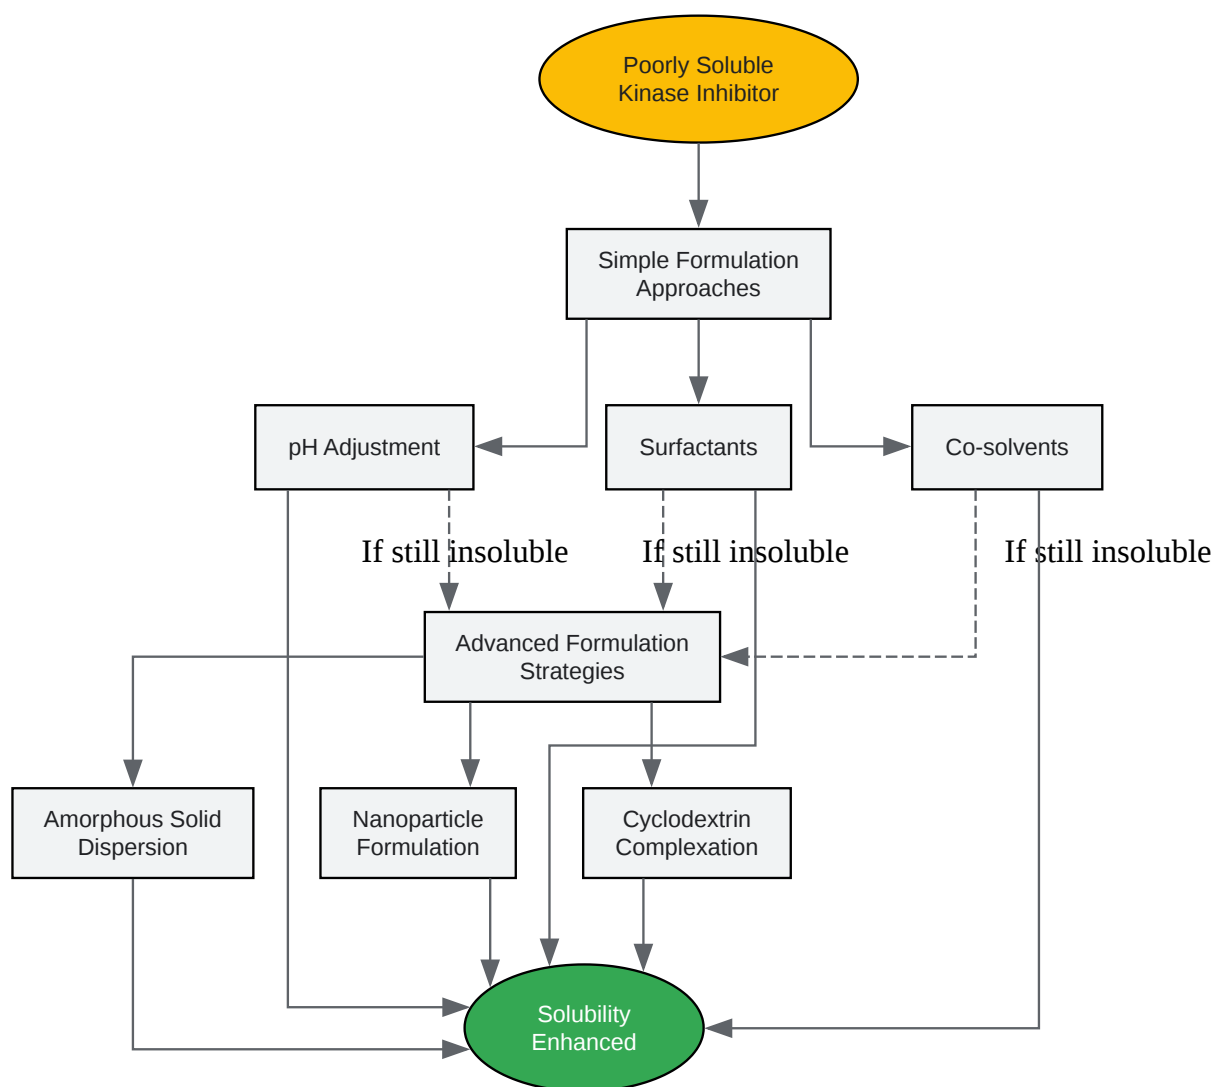 Poorly Soluble
Kinase Inhibitor
Simple Formulation
Approaches
pH Adjustment
Surfactants
Co-solvents
If still insoluble
If still insoluble
If still insoluble
Advanced Formulation
Strategies
Amorphous Solid
Dispersion
Nanoparticle
Formulation
Cyclodextrin
Complexation
Solubility
Enhanced